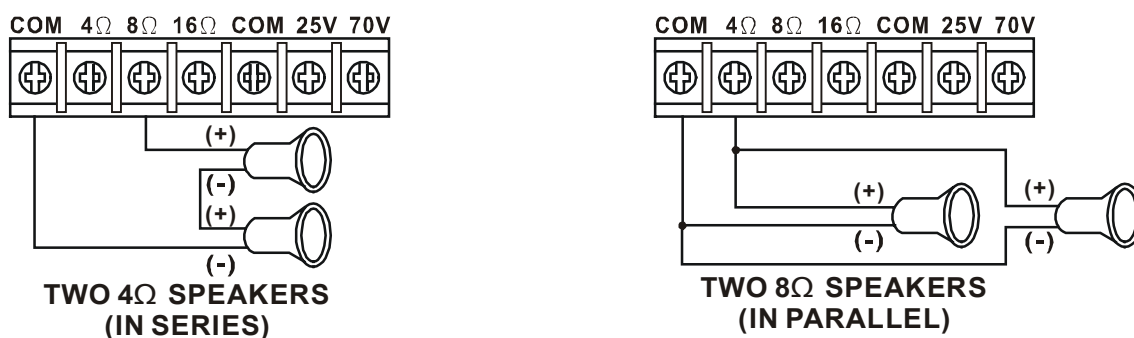 COM 4Ω 8Ω 16Ω COM 25V 70V
(+)
(-)
(+)
(-)
TWO 4Ω SPEAKERS
(IN SERIES)
COM 4Ω 8Ω 16Ω COM 25V 70V
(+)
(-)
(+)
(-)
TWO 8Ω SPEAKERS
(IN PARALLEL)